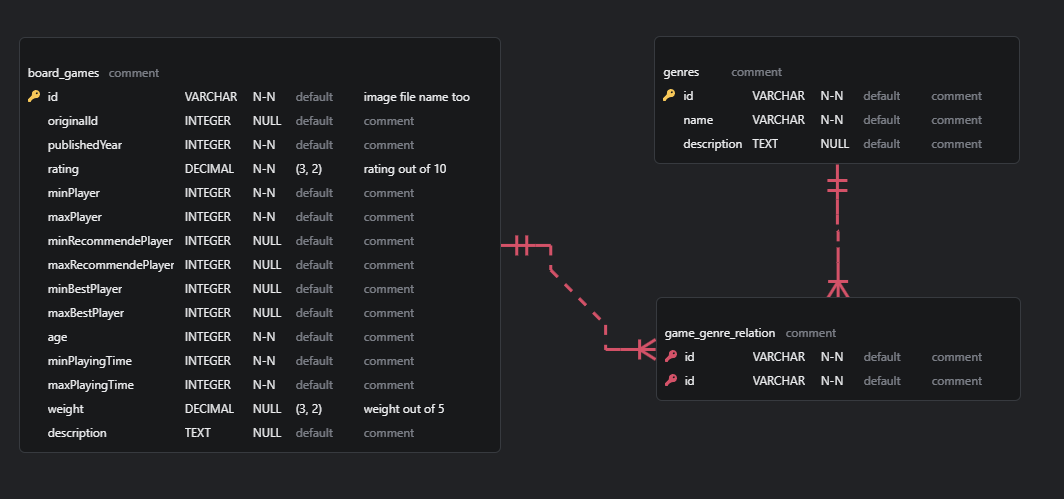 board_games comment
id VARCHAR N-N default image file name too
originalId INTEGER NULL default comment
publishedYear INTEGER N-N default comment
rating DECIMAL N-N (3, 2) rating out of 10
minPlayer INTEGER N-N default comment
maxPlayer INTEGER N-N default comment
minRecommendePlayer INTEGER NULL default comment
maxRecommendePlayer INTEGER NULL default comment
minBestPlayer INTEGER NULL default comment
maxBestPlayer INTEGER NULL default comment
age INTEGER N-N default comment
minPlayingTime INTEGER N-N default comment
maxPlayingTime INTEGER N-N default comment
weight DECIMAL NULL (3, 2) weight out of 5
description TEXT NULL default comment
genres comment
id VARCHAR N-N default comment
name VARCHAR N-N default comment
description TEXT NULL default comment
game_genre_relation comment
id VARCHAR N-N default comment
id VARCHAR N-N default comment